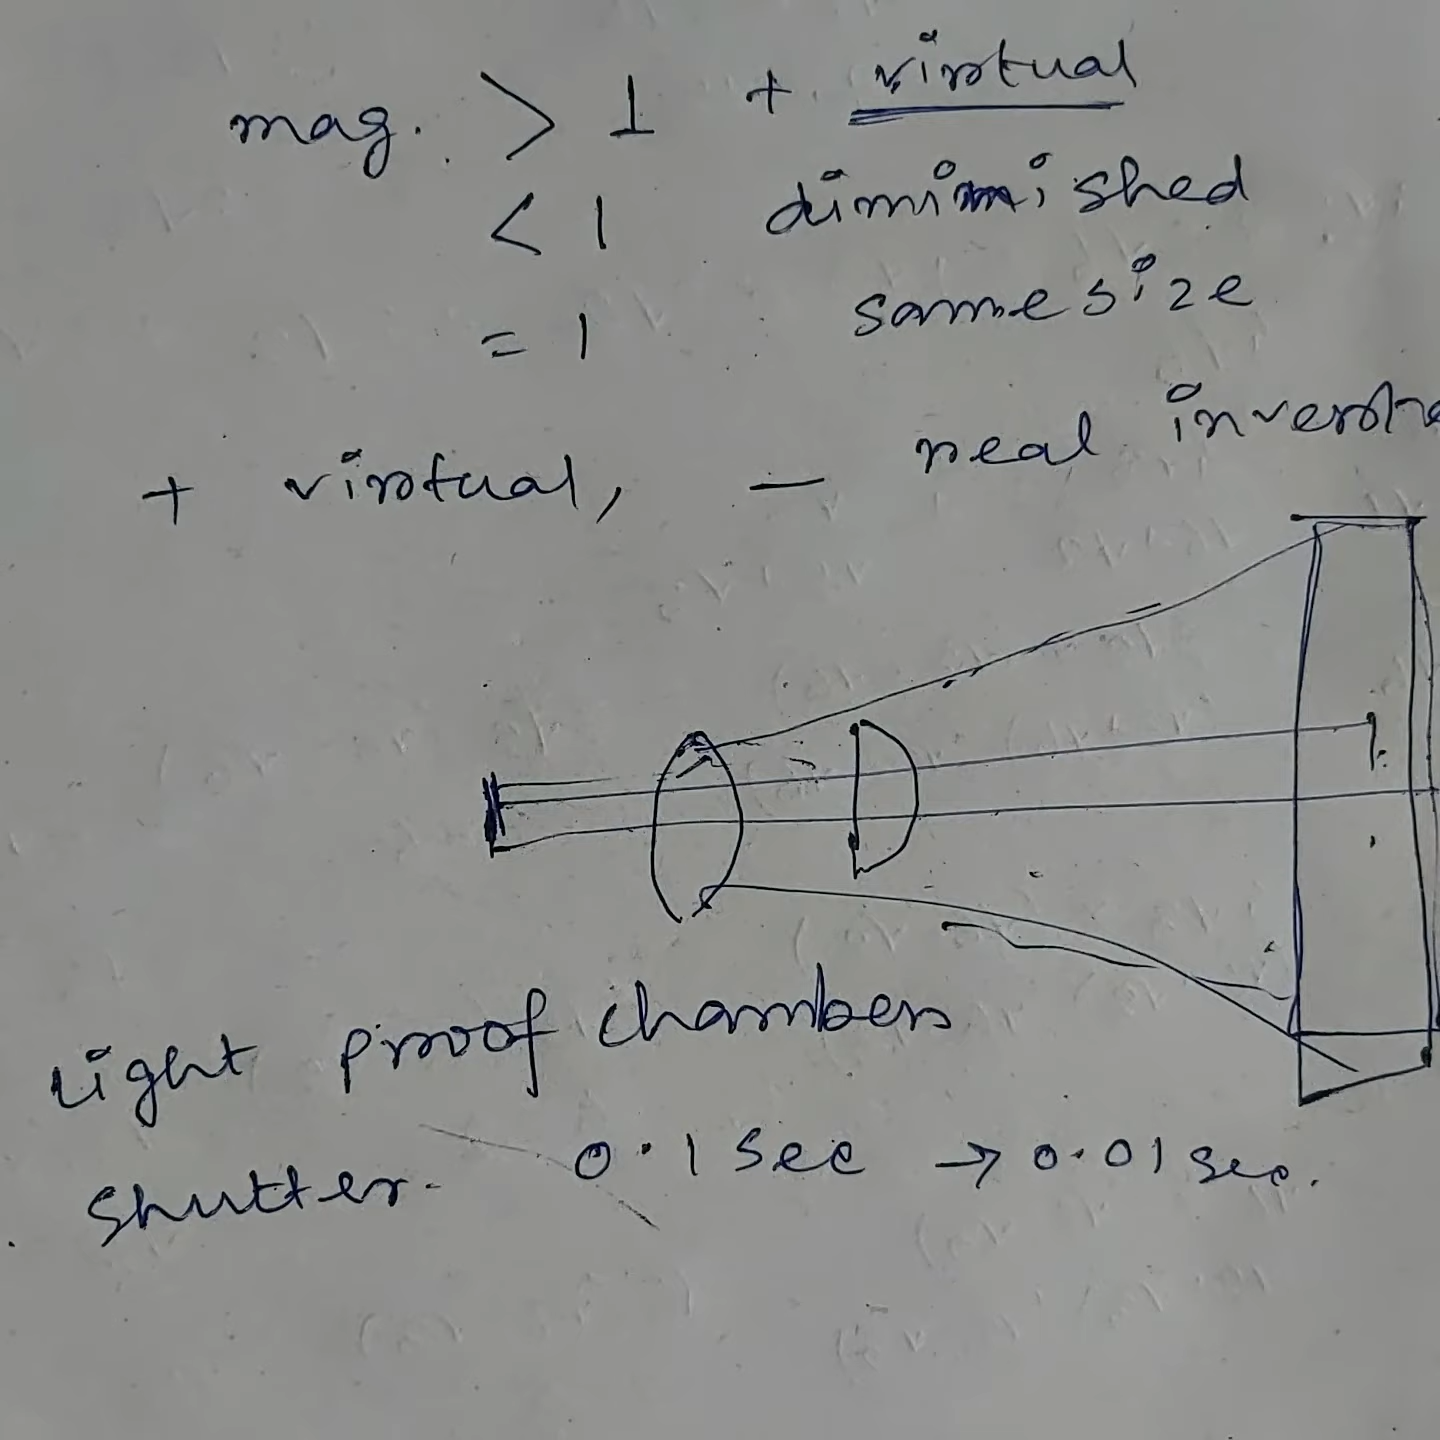 mag. > 1 + virtual
< 1 diminished
= 1 same size
+ virtual, - real
light proof chamber
shutter. 0.1 sec → 0.01 sec.